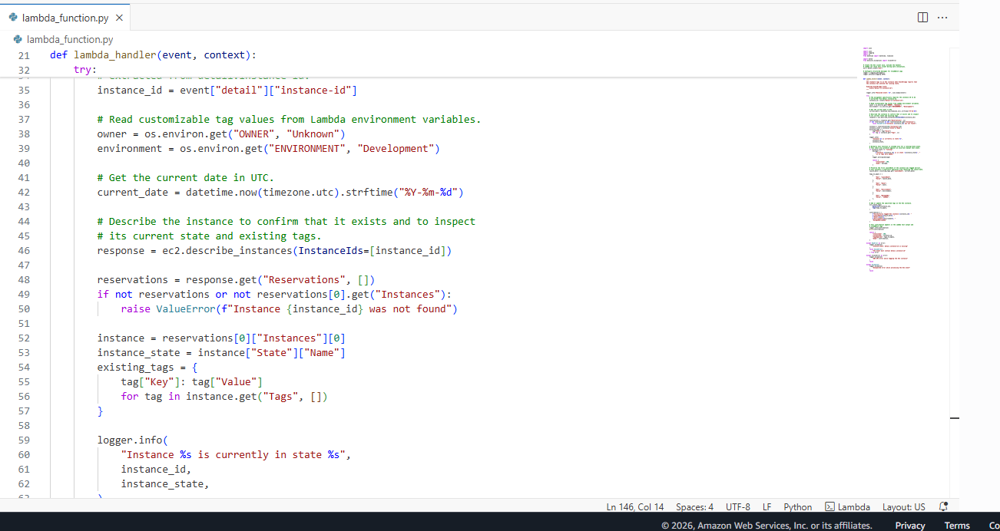 lambda_function.py
lambda_function.py
21 def lambda_handler(event, context):
32     try:
35         instance_id = event["detail"]["instance-id"]
36
37         # Read customizable tag values from Lambda environment variables.
38         owner = os.environ.get("OWNER", "Unknown")
39         environment = os.environ.get("ENVIRONMENT", "Development")
40
41         # Get the current date in UTC.
42         current_date = datetime.now(timezone.utc).strftime("%Y-%m-%d")
43
44         # Describe the instance to confirm that it exists and to inspect
45         # its current state and existing tags.
46         response = ec2.describe_instances(InstanceIds=[instance_id])
47
48         reservations = response.get("Reservations", [])
49         if not reservations or not reservations[0].get("Instances"):
50             raise ValueError(f"Instance {instance_id} was not found")
51
52         instance = reservations[0]["Instances"][0]
53         instance_state = instance["State"]["Name"]
54         existing_tags = {
55             tag["Key"]: tag["Value"]
56             for tag in instance.get("Tags", [])
57         }
58
59         logger.info(
60             "Instance %s is currently in state %s",
61             instance_id,
62             instance_state,
Ln 146, Col 14 Spaces: 4 UTF-8 LF Python Lambda Layout: US
© 2026, Amazon Web Services, Inc. or its affiliates. Privacy Terms Co